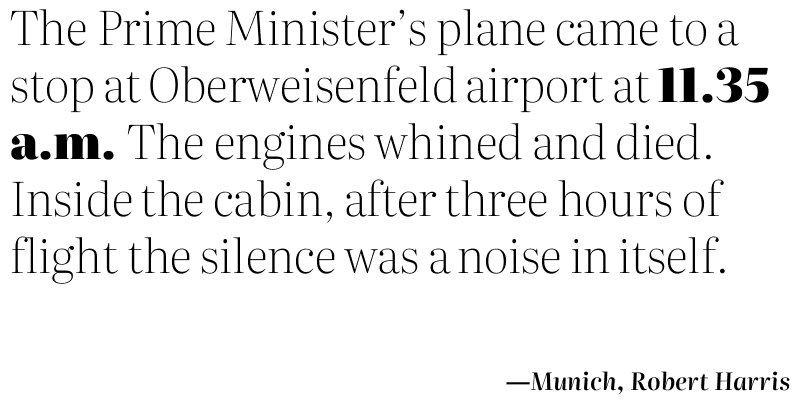 The Prime Minister’s plane came to a
stop at Oberweisenfeld airport at 11.35
a.m. The engines whined and died.
Inside the cabin, after three hours of
flight the silence was a noise in itself.
—Munich, Robert Harris